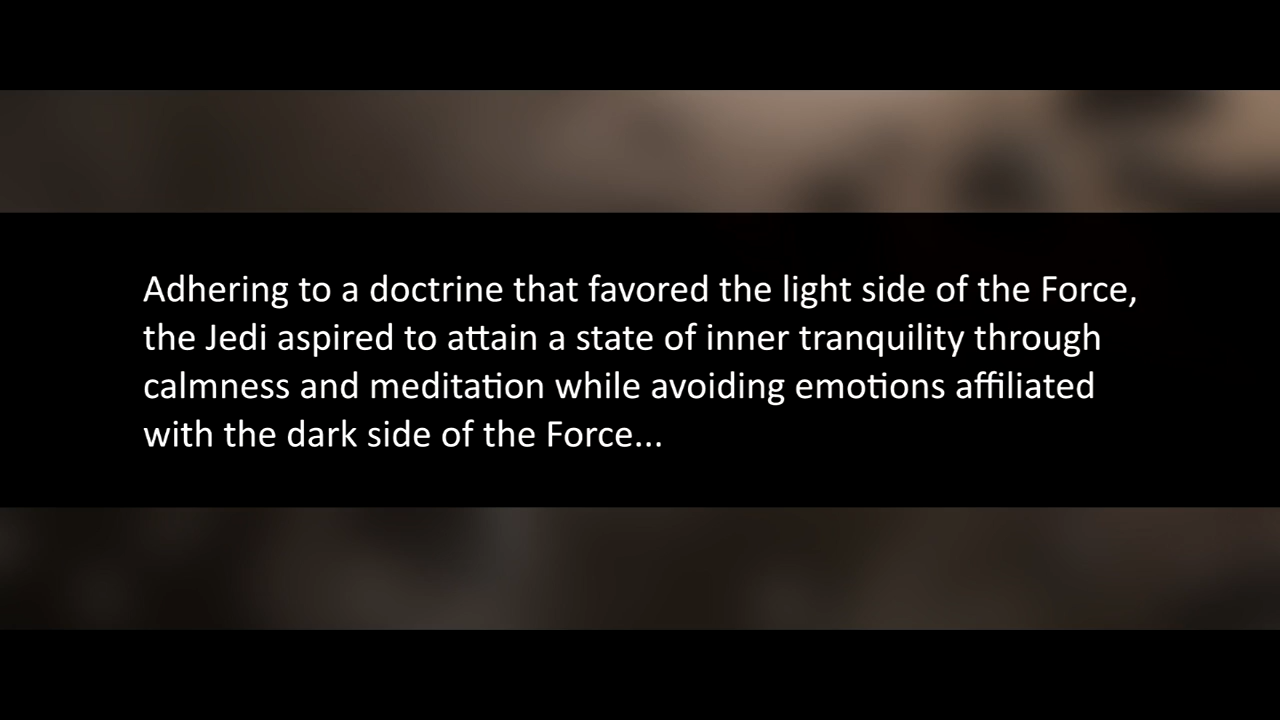 Adhering to a doctrine that favored the light side of the Force,
the Jedi aspired to attain a state of inner tranquility through
calmness and meditation while avoiding emotions affiliated
with the dark side of the Force...